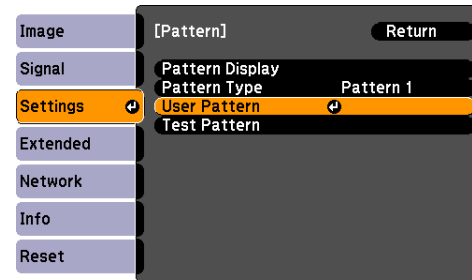 Image
Signal
Settings
Extended
Network
Info
Reset
[Pattern]
Return
Pattern Display
Pattern Type Pattern 1
User Pattern
Test Pattern